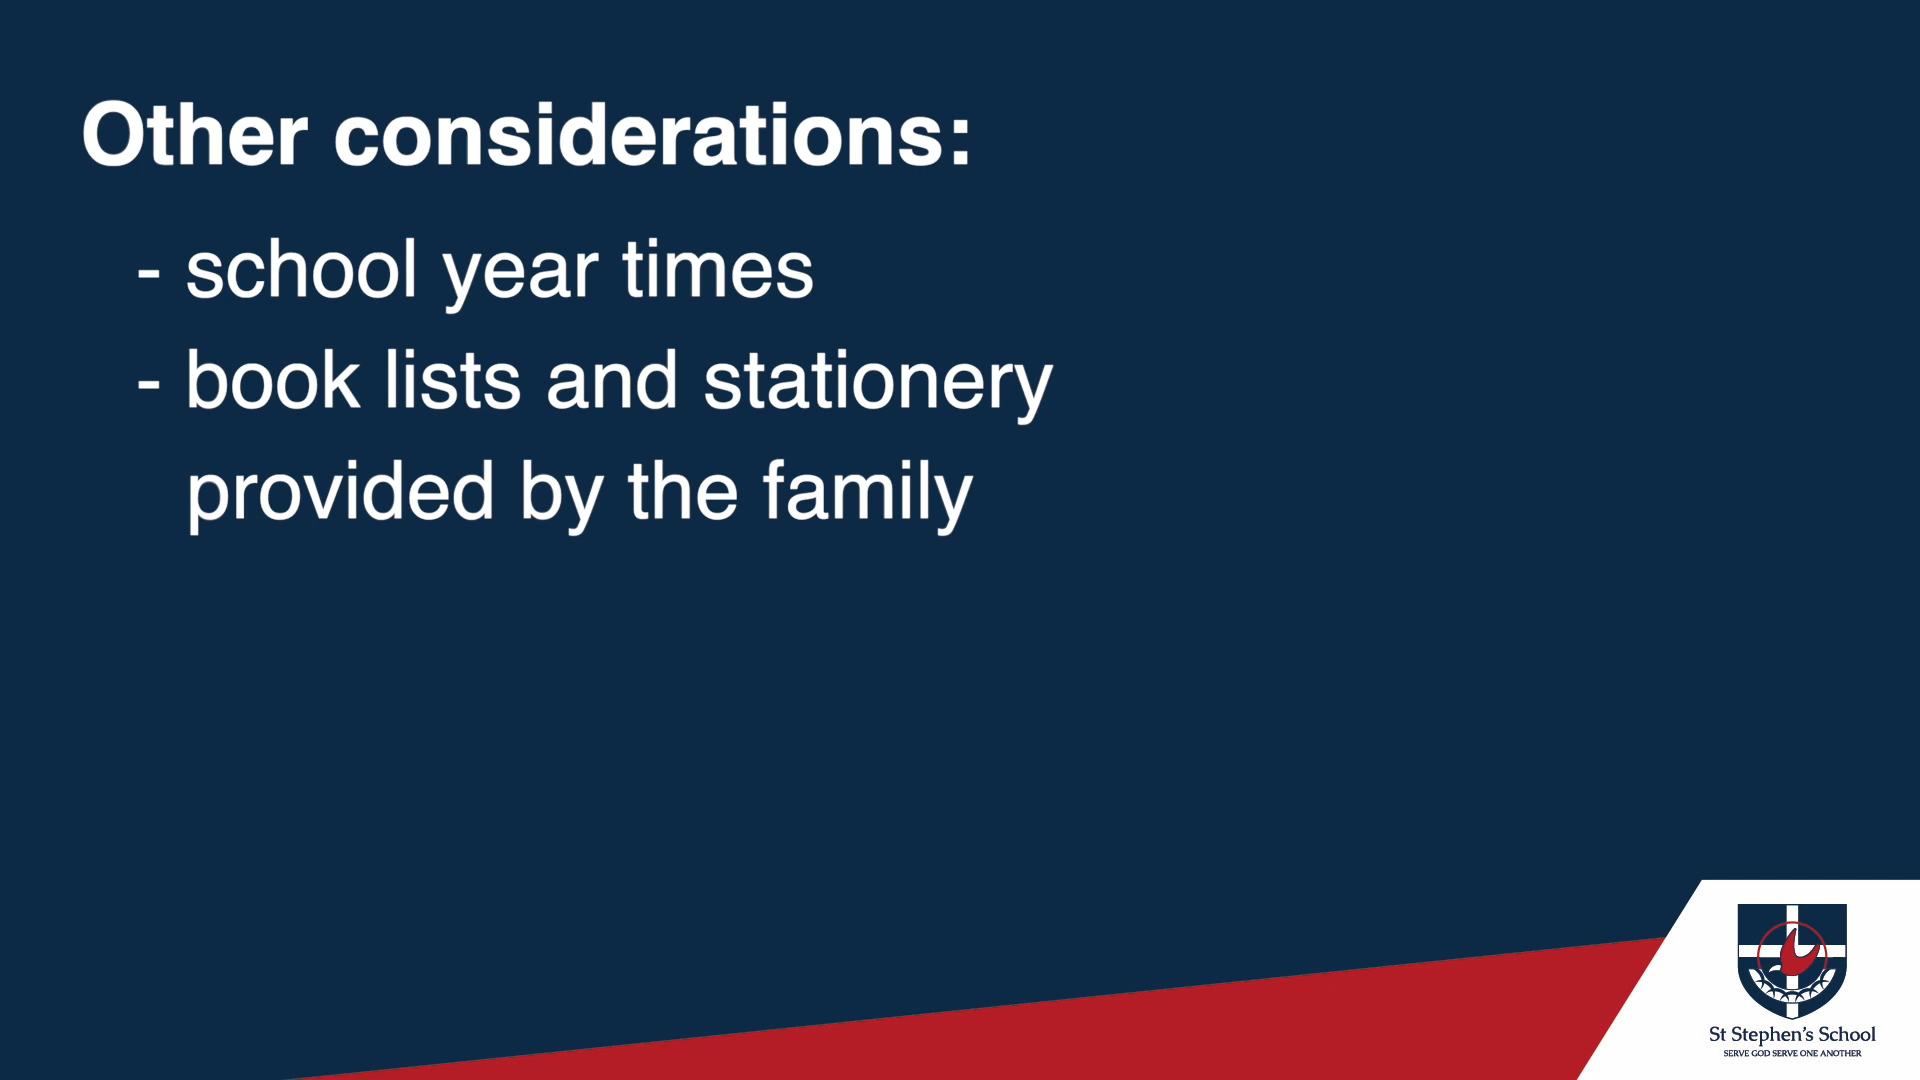 Other considerations:
- school year times
- book lists and stationery
provided by the family
St Stephen's School
SERVE GOD SERVE ONE ANOTHER